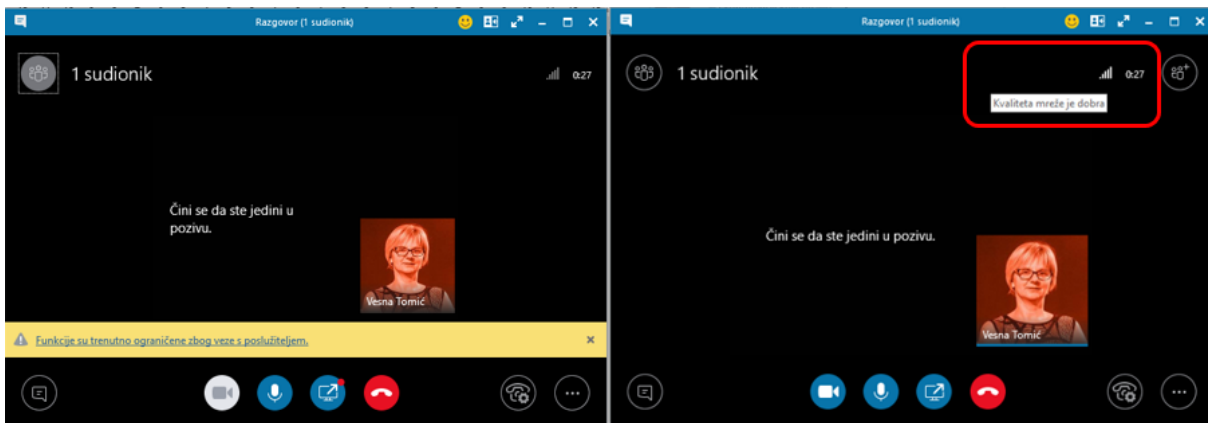 Razgovor (1 sudionik)
1 sudionik
0:27
Čini se da ste jedini u
pozivu.
Vesna Tomić
Funkcije su trenutno ograničene zbog veze s poslužiteljem.
Razgovor (1 sudionik)
1 sudionik
0:27
Kvaliteta mreže je dobra
Čini se da ste jedini u pozivu.
Vesna Tomić